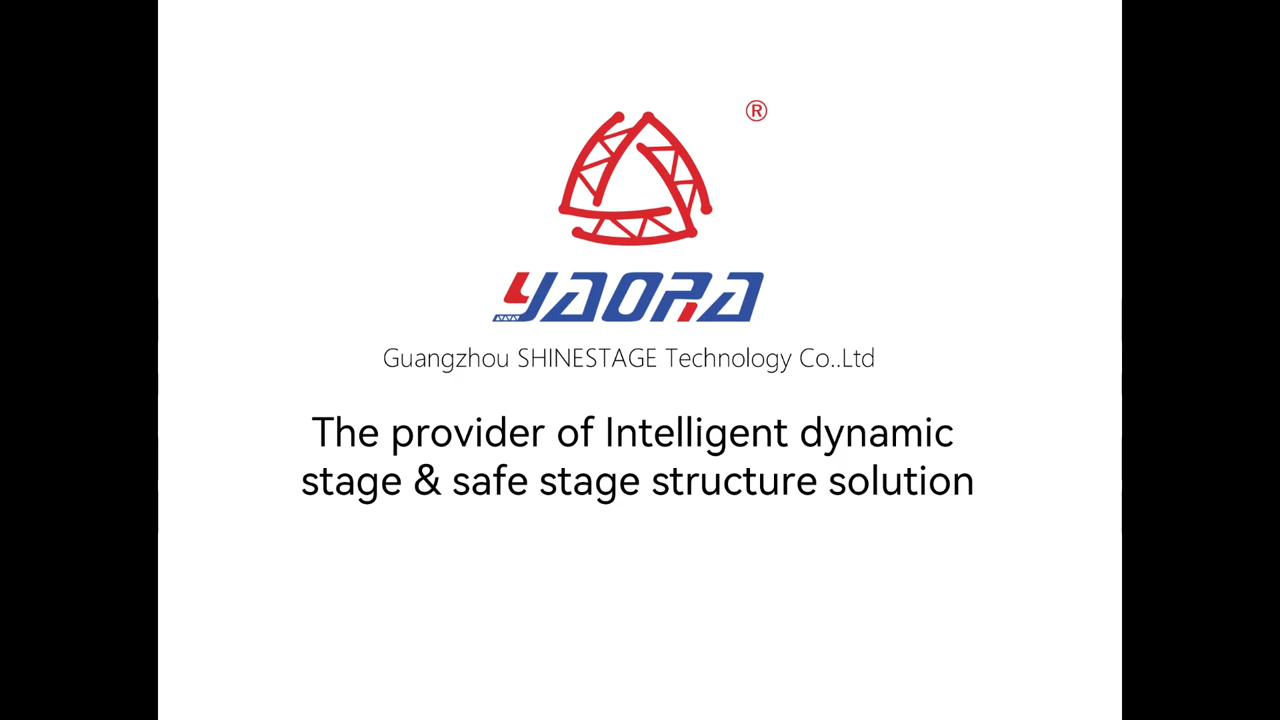 ®
YAORA
Guangzhou SHINESTAGE Technology Co..Ltd
The provider of Intelligent dynamic
stage & safe stage structure solution